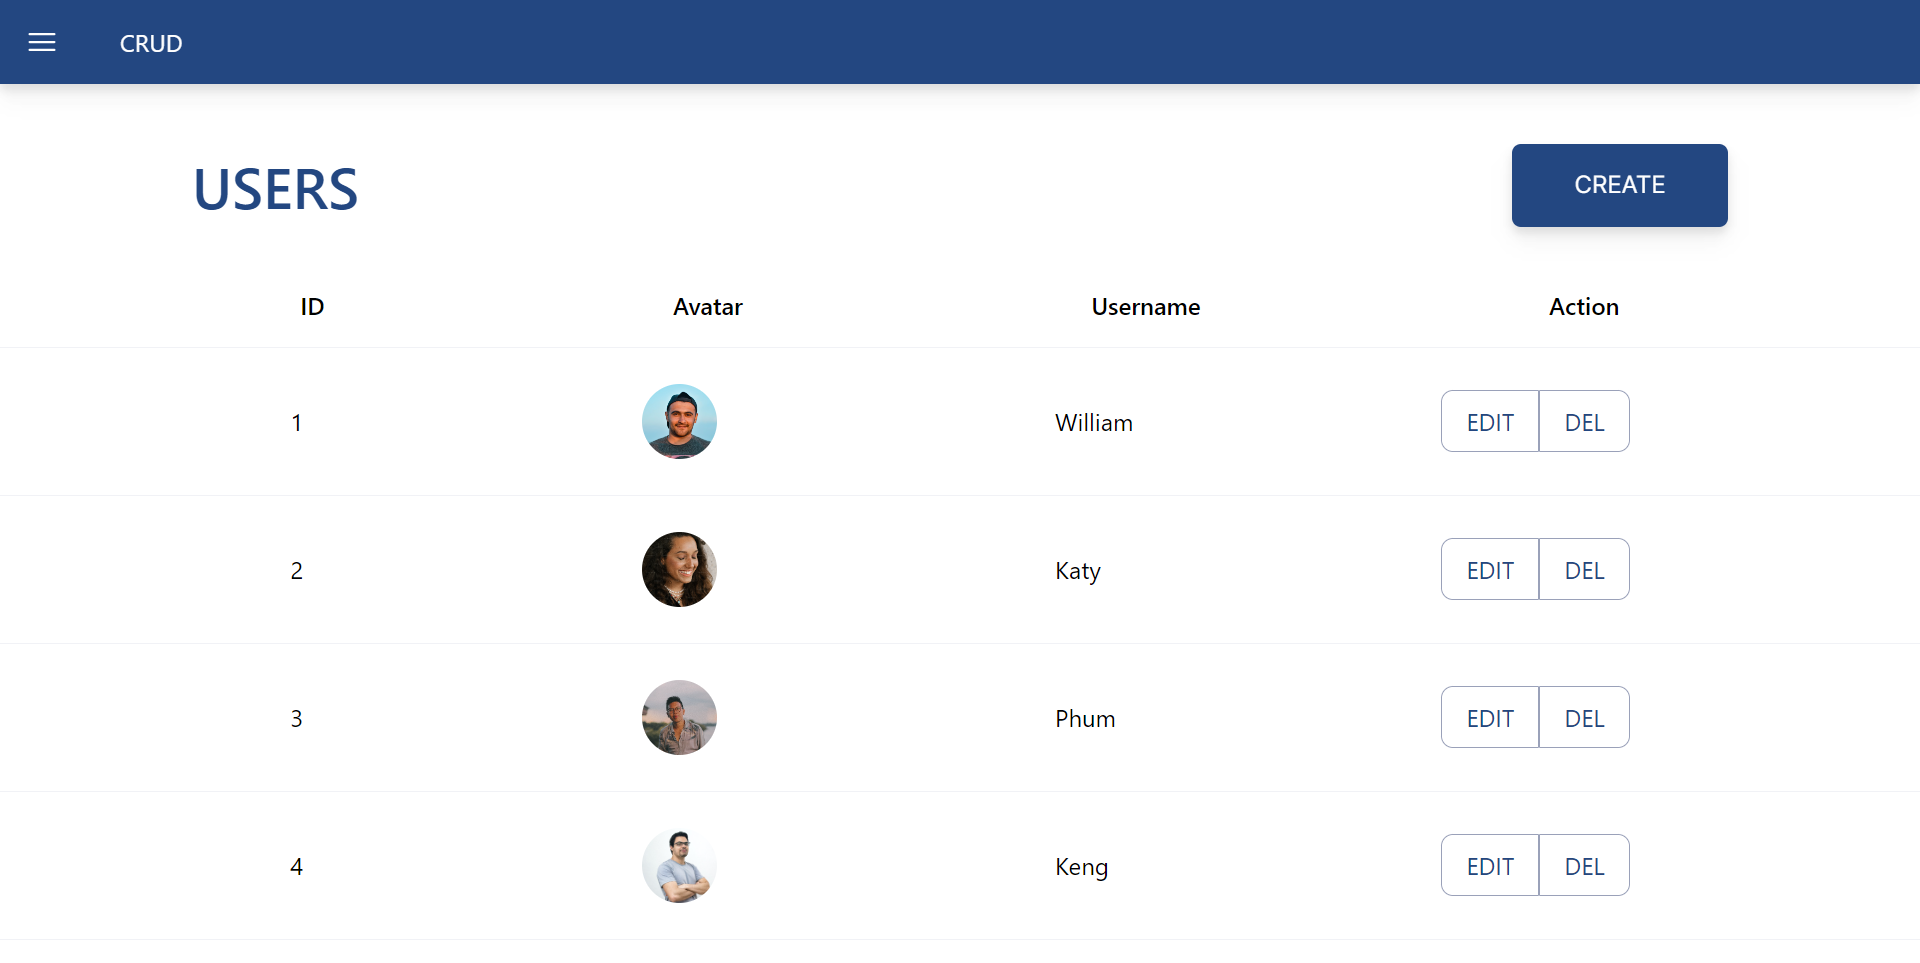 CRUD
USERS
CREATE
ID Avatar Username Action
1 William EDIT DEL
2 Katy EDIT DEL
3 Phum EDIT DEL
4 Keng EDIT DEL